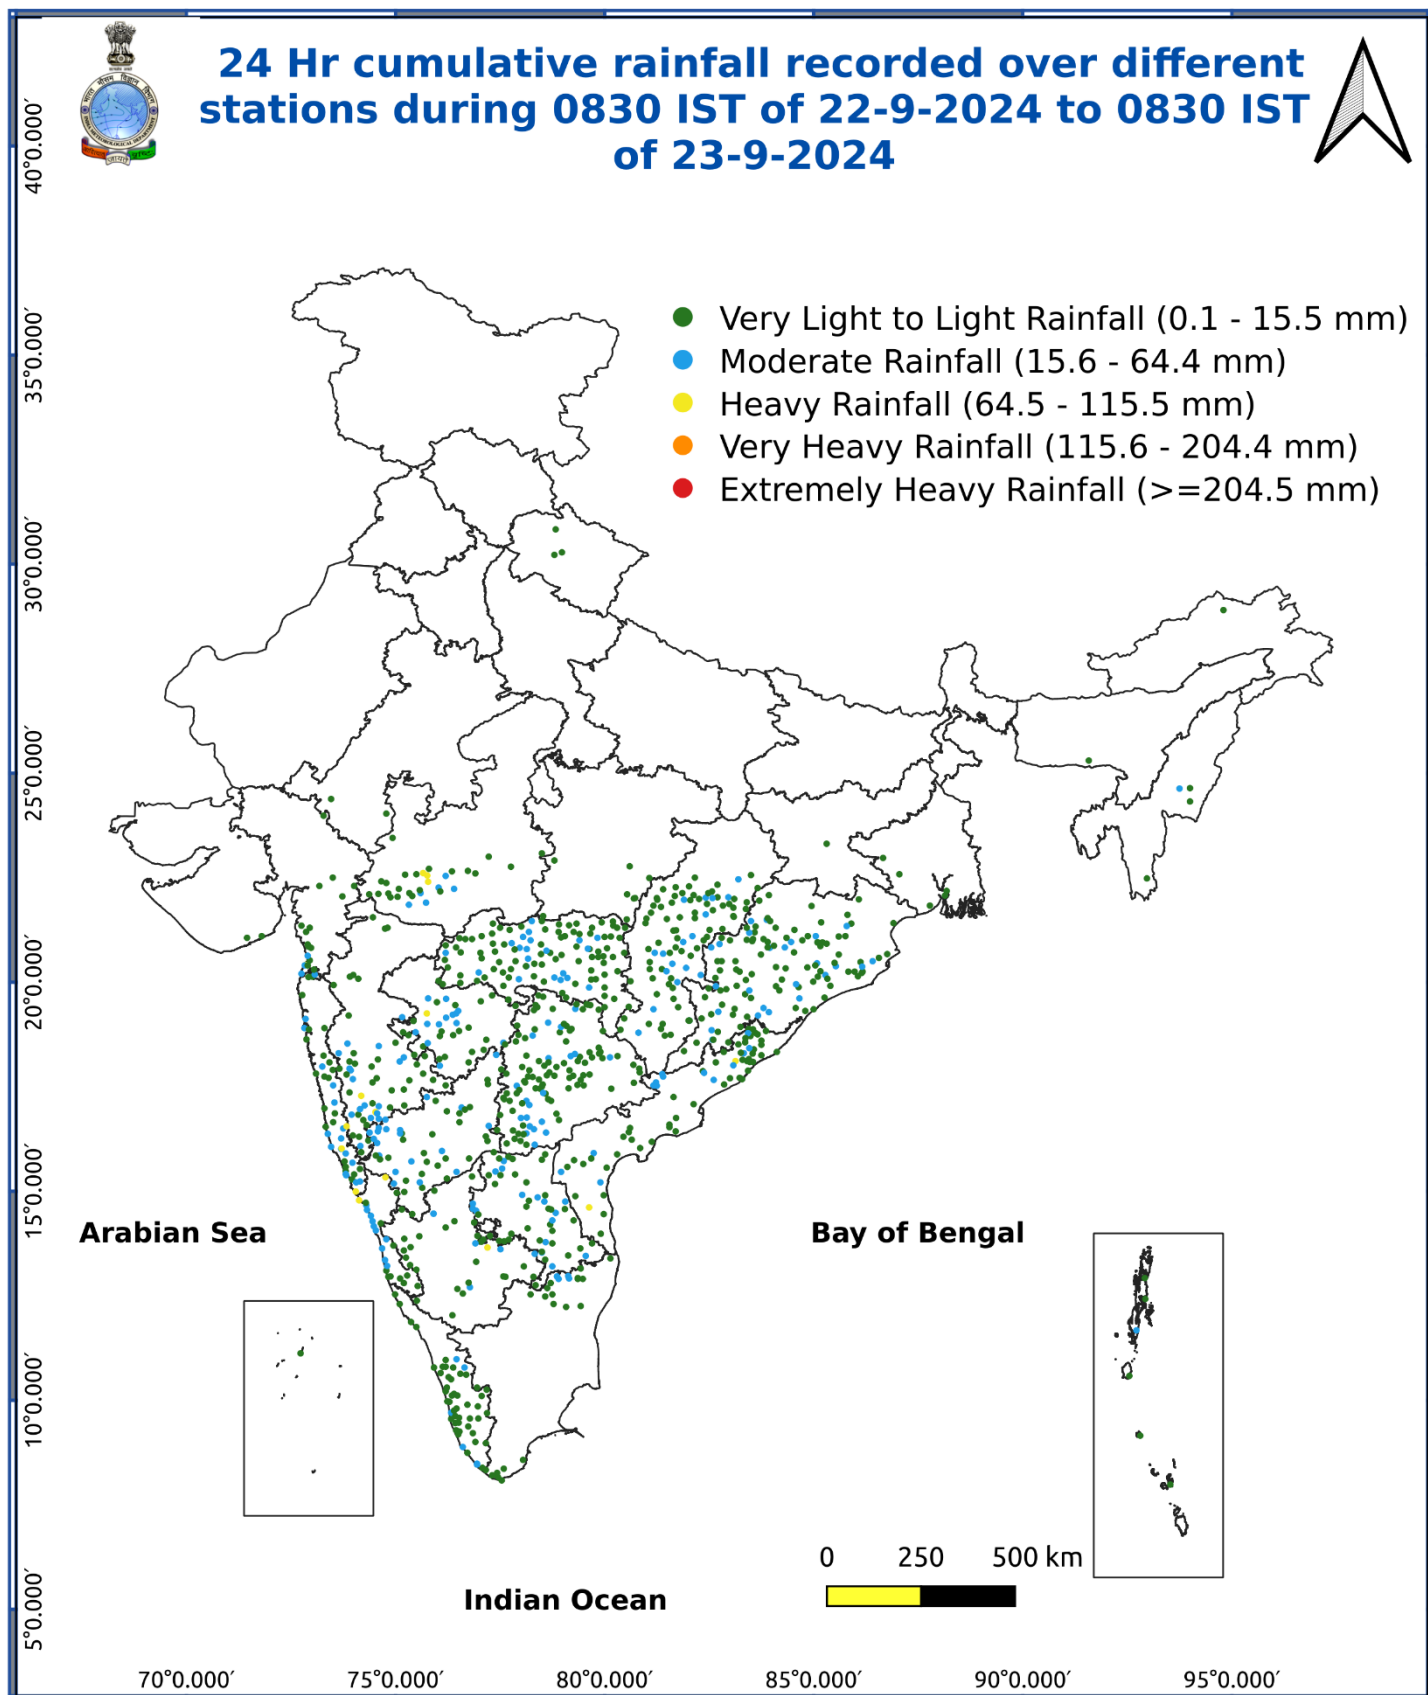 24 Hr cumulative rainfall recorded over different
stations during 0830 IST of 22-9-2024 to 0830 IST
of 23-9-2024
Very Light to Light Rainfall (0.1 - 15.5 mm)
Moderate Rainfall (15.6 - 64.4 mm)
Heavy Rainfall (64.5 - 115.5 mm)
Very Heavy Rainfall (115.6 - 204.4 mm)
Extremely Heavy Rainfall (>=204.5 mm)
40°0.000′
35°0.000′
30°0.000′
25°0.000′
20°0.000′
15°0.000′
10°0.000′
5°0.000′
Arabian Sea
Bay of Bengal
Indian Ocean
0 250 500 km
70°0.000′ 75°0.000′ 80°0.000′ 85°0.000′ 90°0.000′ 95°0.000′